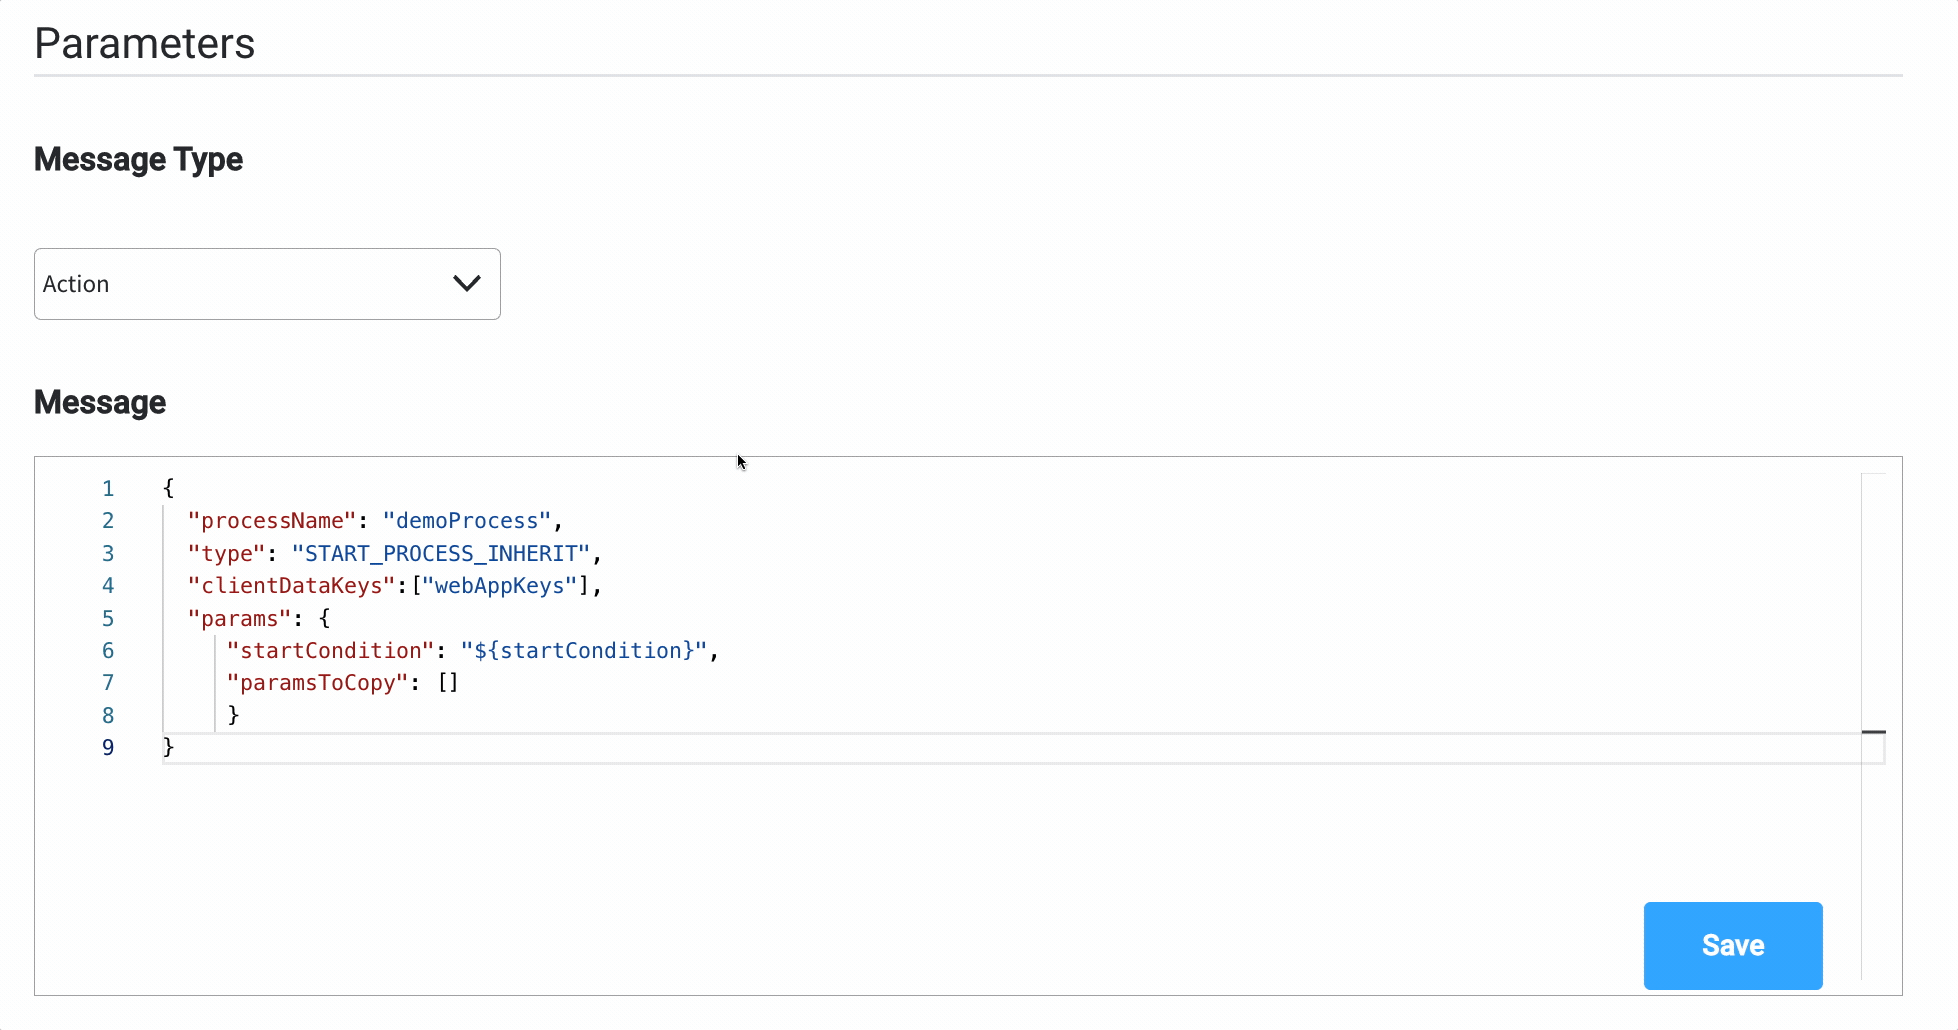 Parameters
Message Type
Action
Message
1 {
2   "processName": "demoProcess",
3   "type": "START_PROCESS_INHERIT",
4   "clientDataKeys":["webAppKeys"],
5   "params": {
6      "startCondition": "${startCondition}",
7      "paramsToCopy": []
8      }
9 }
Save